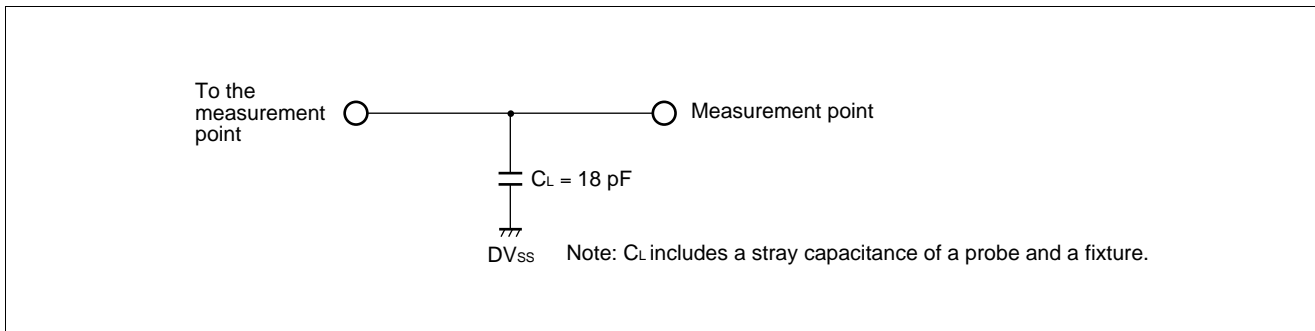 To the
measurement
point
Measurement point
CL = 18 pF
DVSS
Note: CL includes a stray capacitance of a probe and a fixture.